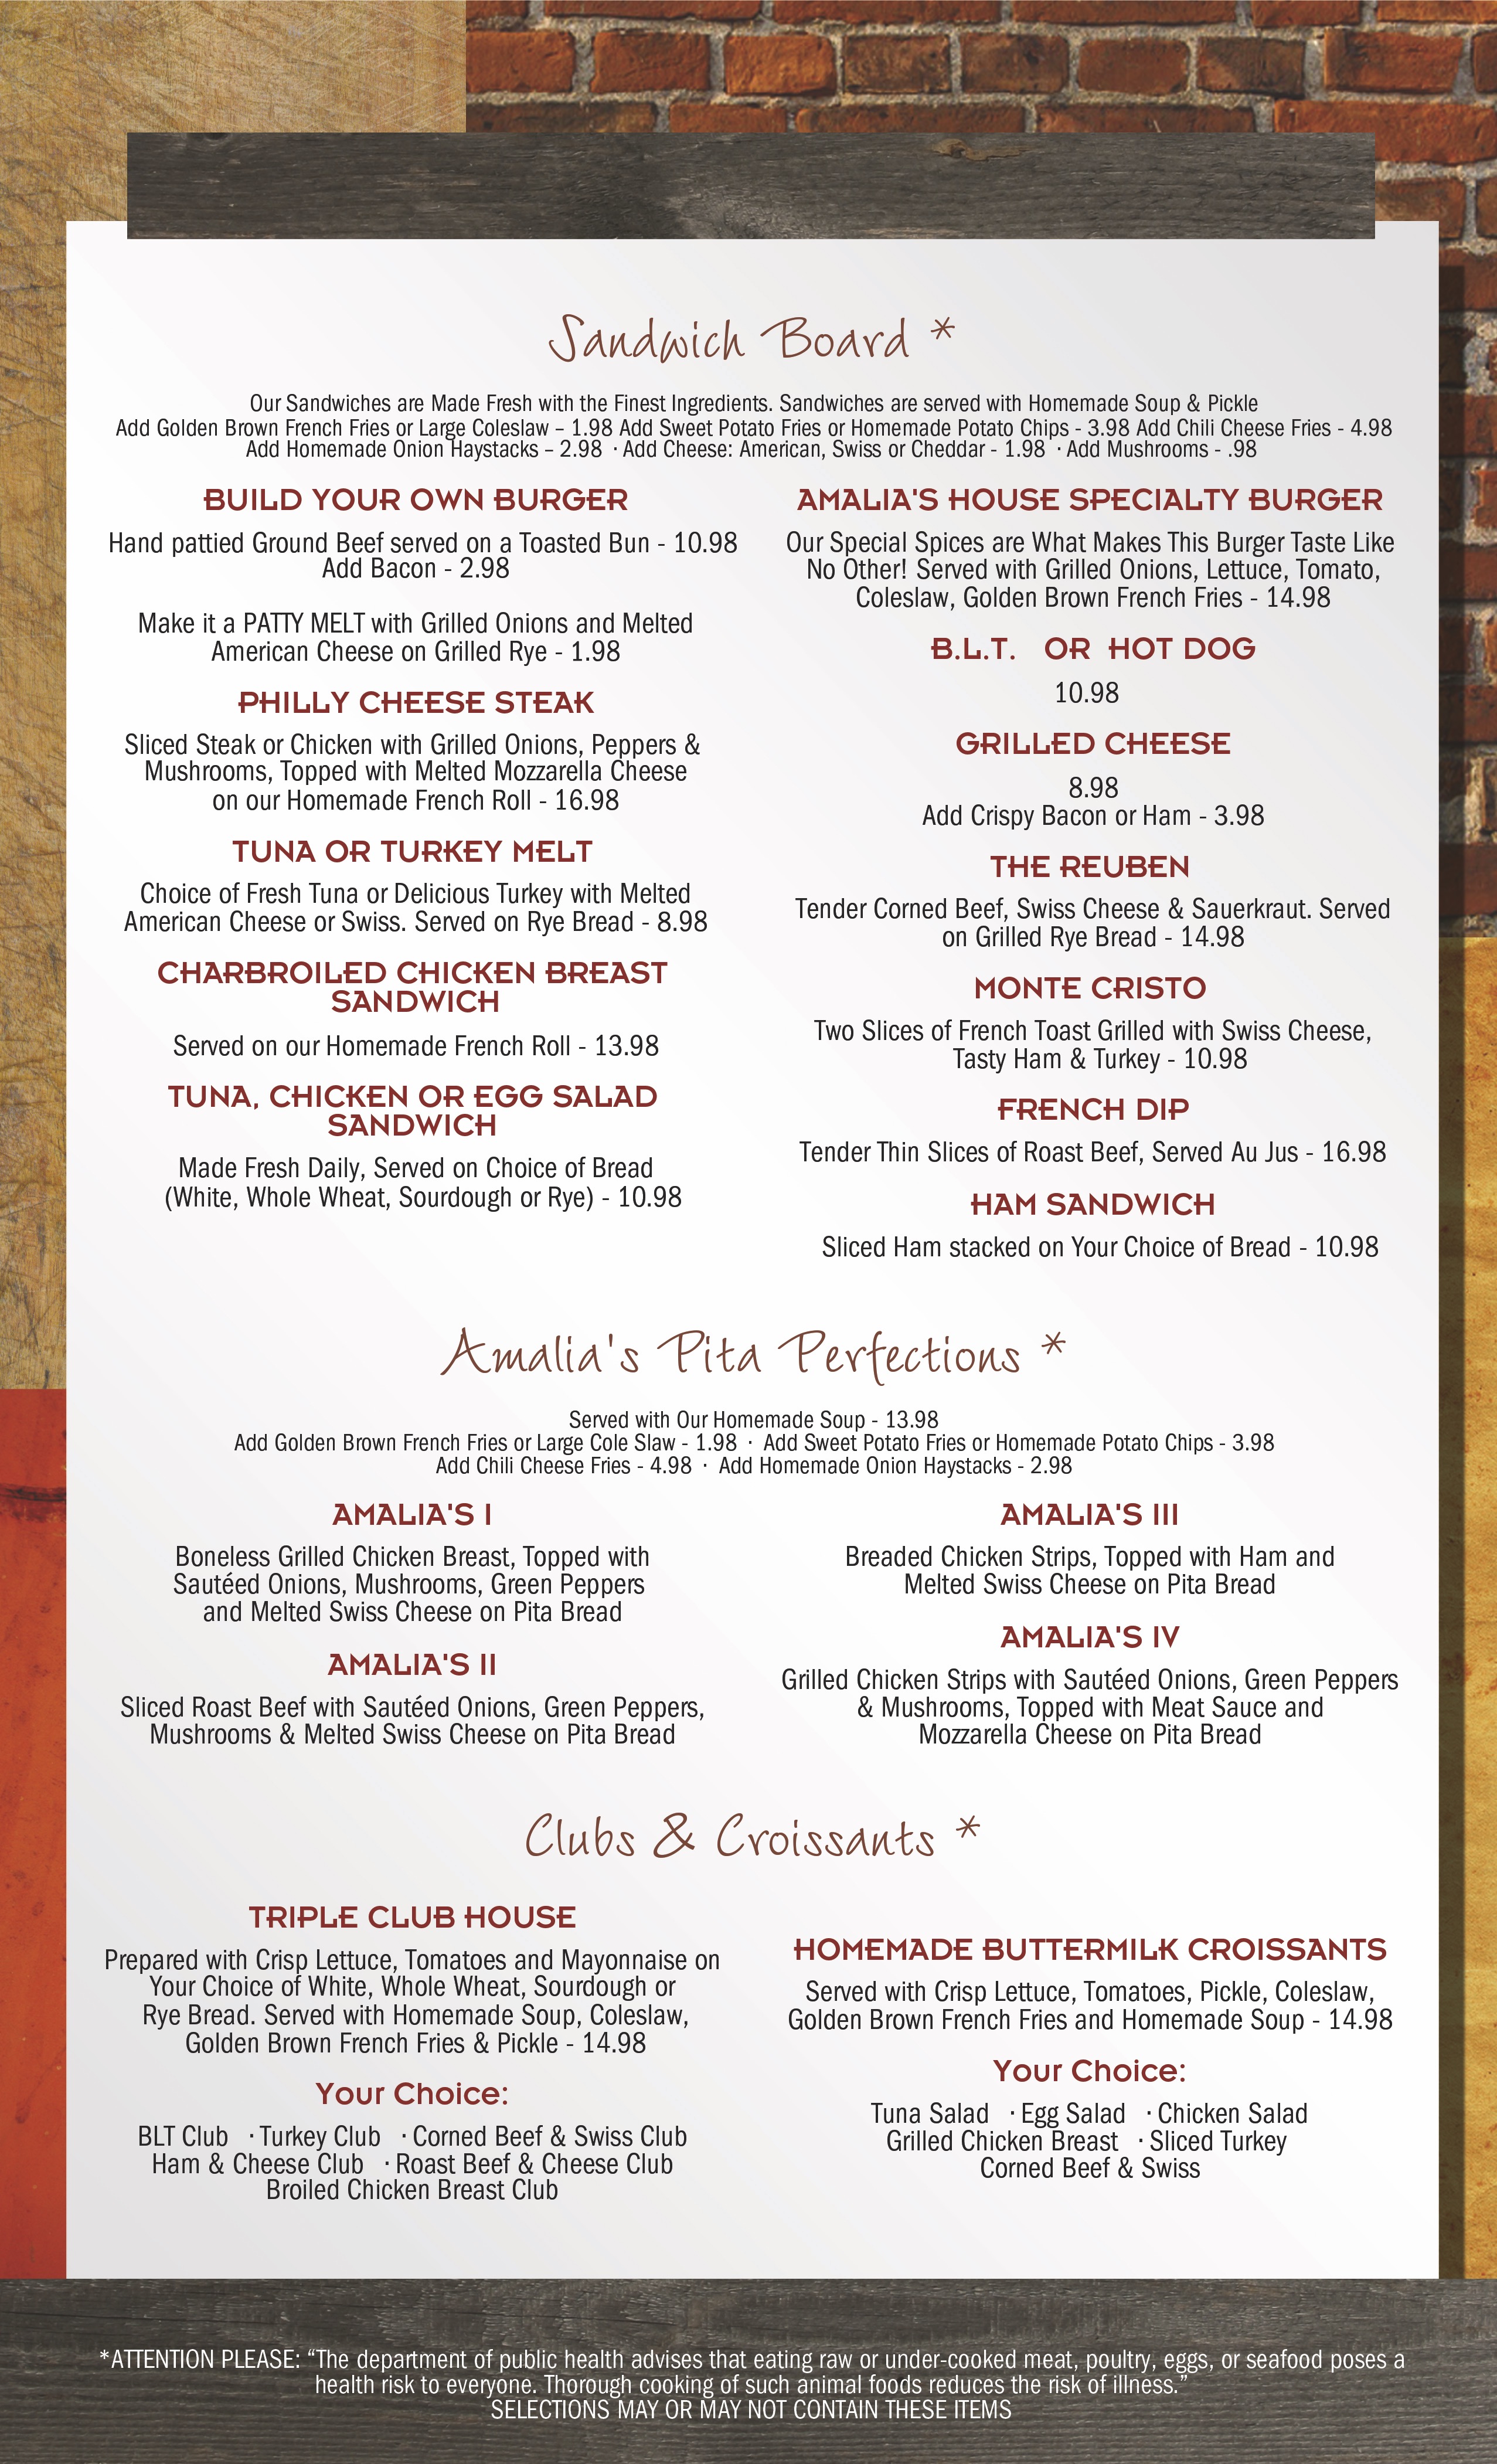 Sandwich Board *
Our Sandwiches are Made Fresh with the Finest Ingredients. Sandwiches are served with Homemade Soup & Pickle
Add Golden Brown French Fries or Large Coleslaw – 1.98 Add Sweet Potato Fries or Homemade Potato Chips - 3.98 Add Chili Cheese Fries - 4.98
Add Homemade Onion Haystacks – 2.98 · Add Cheese: American, Swiss or Cheddar - 1.98 · Add Mushrooms - .98
BUILD YOUR OWN BURGER
Hand pattied Ground Beef served on a Toasted Bun - 10.98
Add Bacon - 2.98
Make it a PATTY MELT with Grilled Onions and Melted
American Cheese on Grilled Rye - 1.98
PHILLY CHEESE STEAK
Sliced Steak or Chicken with Grilled Onions, Peppers &
Mushrooms, Topped with Melted Mozzarella Cheese
on our Homemade French Roll - 16.98
TUNA OR TURKEY MELT
Choice of Fresh Tuna or Delicious Turkey with Melted
American Cheese or Swiss. Served on Rye Bread - 8.98
CHARBROILED CHICKEN BREAST
SANDWICH
Served on our Homemade French Roll - 13.98
TUNA, CHICKEN OR EGG SALAD
SANDWICH
Made Fresh Daily, Served on Choice of Bread
(White, Whole Wheat, Sourdough or Rye) - 10.98
AMALIA'S HOUSE SPECIALTY BURGER
Our Special Spices are What Makes This Burger Taste Like
No Other! Served with Grilled Onions, Lettuce, Tomato,
Coleslaw, Golden Brown French Fries - 14.98
B.L.T. OR HOT DOG
10.98
GRILLED CHEESE
8.98
Add Crispy Bacon or Ham - 3.98
THE REUBEN
Tender Corned Beef, Swiss Cheese & Sauerkraut. Served
on Grilled Rye Bread - 14.98
MONTE CRISTO
Two Slices of French Toast Grilled with Swiss Cheese,
Tasty Ham & Turkey - 10.98
FRENCH DIP
Tender Thin Slices of Roast Beef, Served Au Jus - 16.98
HAM SANDWICH
Sliced Ham stacked on Your Choice of Bread - 10.98
Amalia's Pita Perfections *
Served with Our Homemade Soup - 13.98
Add Golden Brown French Fries or Large Cole Slaw - 1.98 · Add Sweet Potato Fries or Homemade Potato Chips - 3.98
Add Chili Cheese Fries - 4.98 · Add Homemade Onion Haystacks - 2.98
AMALIA'S I
Boneless Grilled Chicken Breast, Topped with
Sautéed Onions, Mushrooms, Green Peppers
and Melted Swiss Cheese on Pita Bread
AMALIA'S II
Sliced Roast Beef with Sautéed Onions, Green Peppers,
Mushrooms & Melted Swiss Cheese on Pita Bread
AMALIA'S III
Breaded Chicken Strips, Topped with Ham and
Melted Swiss Cheese on Pita Bread
AMALIA'S IV
Grilled Chicken Strips with Sautéed Onions, Green Peppers
& Mushrooms, Topped with Meat Sauce and
Mozzarella Cheese on Pita Bread
Clubs & Croissants *
TRIPLE CLUB HOUSE
Prepared with Crisp Lettuce, Tomatoes and Mayonnaise on
Your Choice of White, Whole Wheat, Sourdough or
Rye Bread. Served with Homemade Soup, Coleslaw,
Golden Brown French Fries & Pickle - 14.98
Your Choice:
BLT Club · Turkey Club · Corned Beef & Swiss Club
Ham & Cheese Club · Roast Beef & Cheese Club
Broiled Chicken Breast Club
HOMEMADE BUTTERMILK CROISSANTS
Served with Crisp Lettuce, Tomatoes, Pickle, Coleslaw,
Golden Brown French Fries and Homemade Soup - 14.98
Your Choice:
Tuna Salad · Egg Salad · Chicken Salad
Grilled Chicken Breast · Sliced Turkey
Corned Beef & Swiss
*ATTENTION PLEASE: “The department of public health advises that eating raw or under-cooked meat, poultry, eggs, or seafood poses a
health risk to everyone. Thorough cooking of such animal foods reduces the risk of illness.”
SELECTIONS MAY OR MAY NOT CONTAIN THESE ITEMS